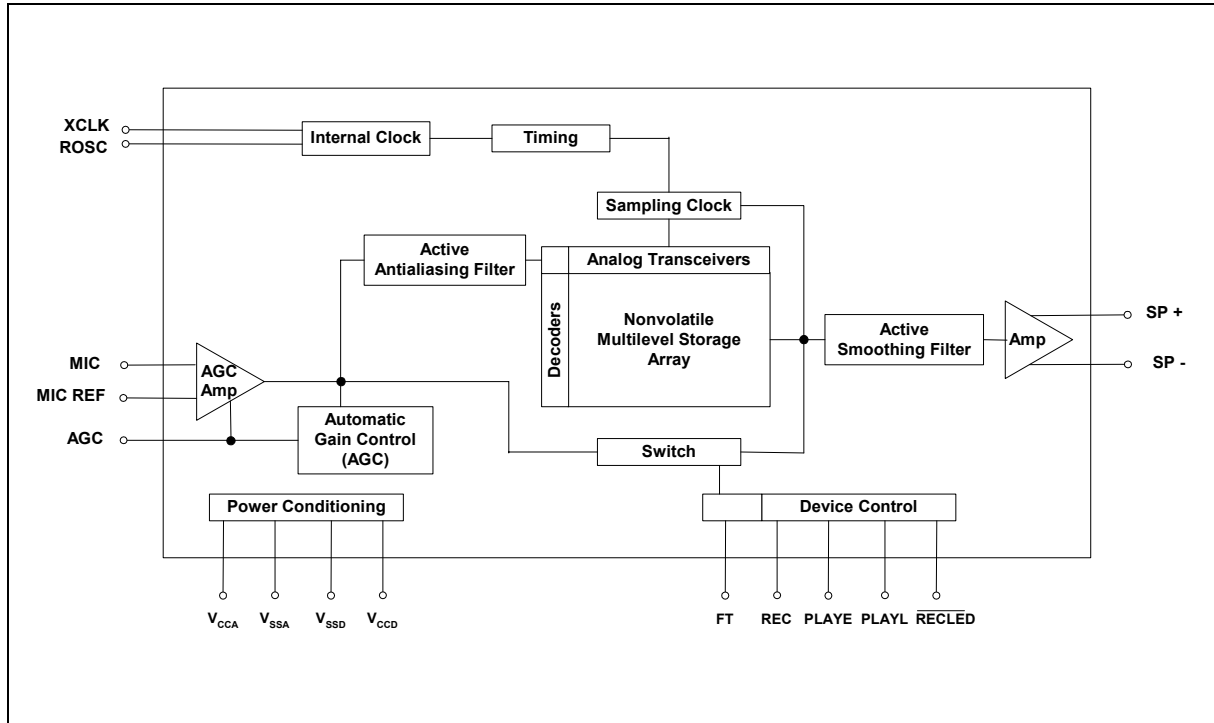 XCLK
ROSC
Internal Clock
Timing
Sampling Clock
Active
Antialiasing Filter
Analog Transceivers
Decoders
Nonvolatile
Multilevel Storage
Array
Active
Smoothing Filter
Amp
SP +
SP -
MIC
MIC REF
AGC
AGC
Amp
Automatic
Gain Control
(AGC)
Switch
Power Conditioning
Device Control
VCCA
VSSA
VSSD
VCCD
FT
REC
PLAYE
PLAYL
RECLED